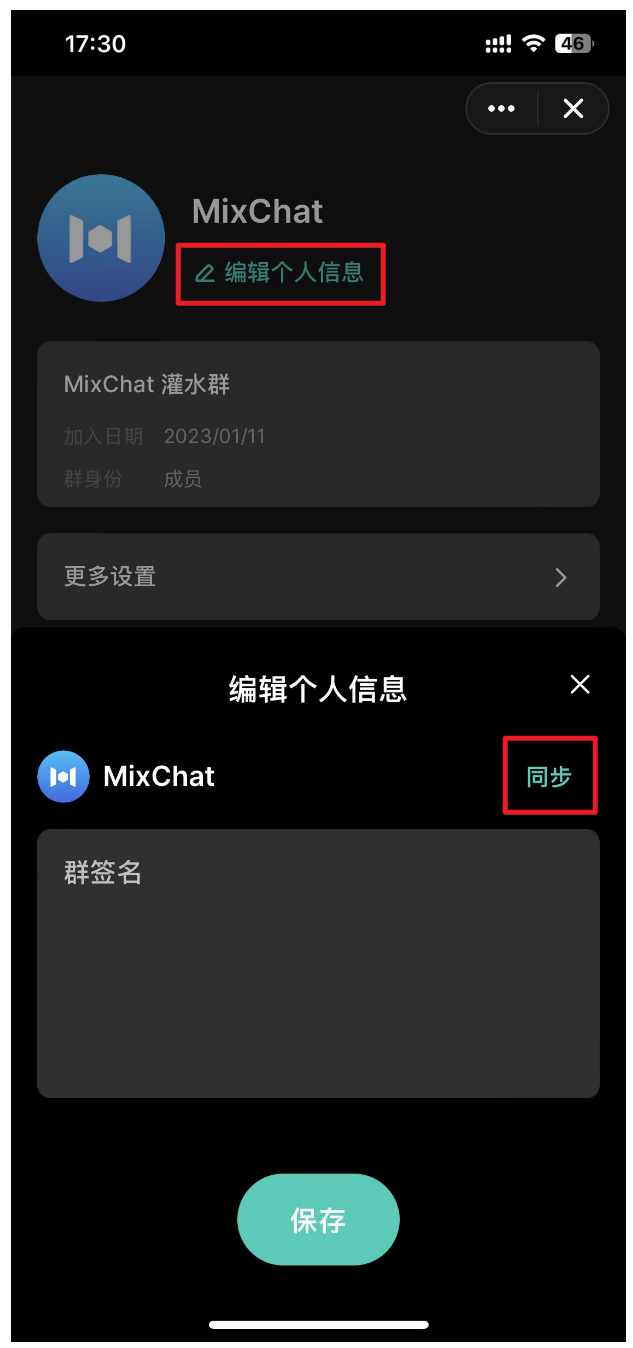 17:30
46
MixChat
编辑个人信息
MixChat 灌水群
加入日期 2023/01/11
群身份 成员
更多设置
编辑个人信息
MixChat
同步
群签名
保存